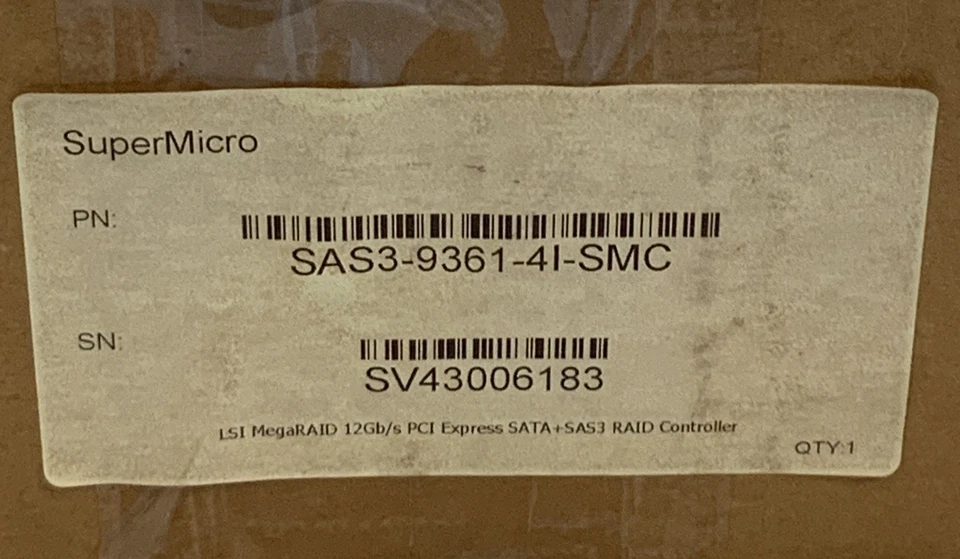 SuperMicro
PN:
SAS3-9361-4I-SMC
SN:
SV43006183
LSI MegaRAID 12Gb/s PCI Express SATA+SAS3 RAID Controller
QTY:1